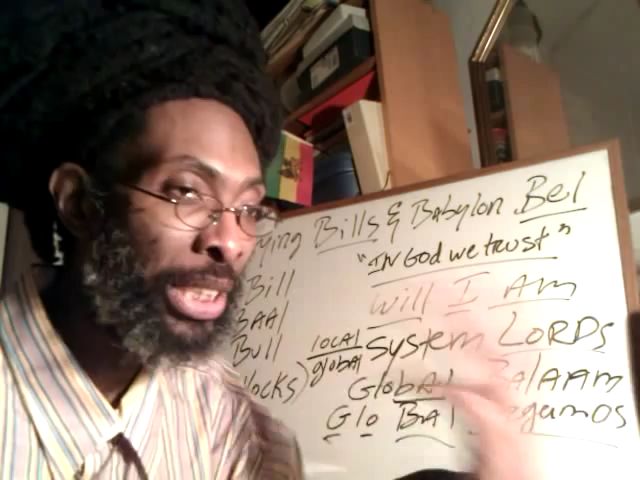 Bills & Babylon Bel
"IN God we trust"
Bill
BAAl
Bull
Will I AM
local
global
System LORDS
Global
Glo BAl